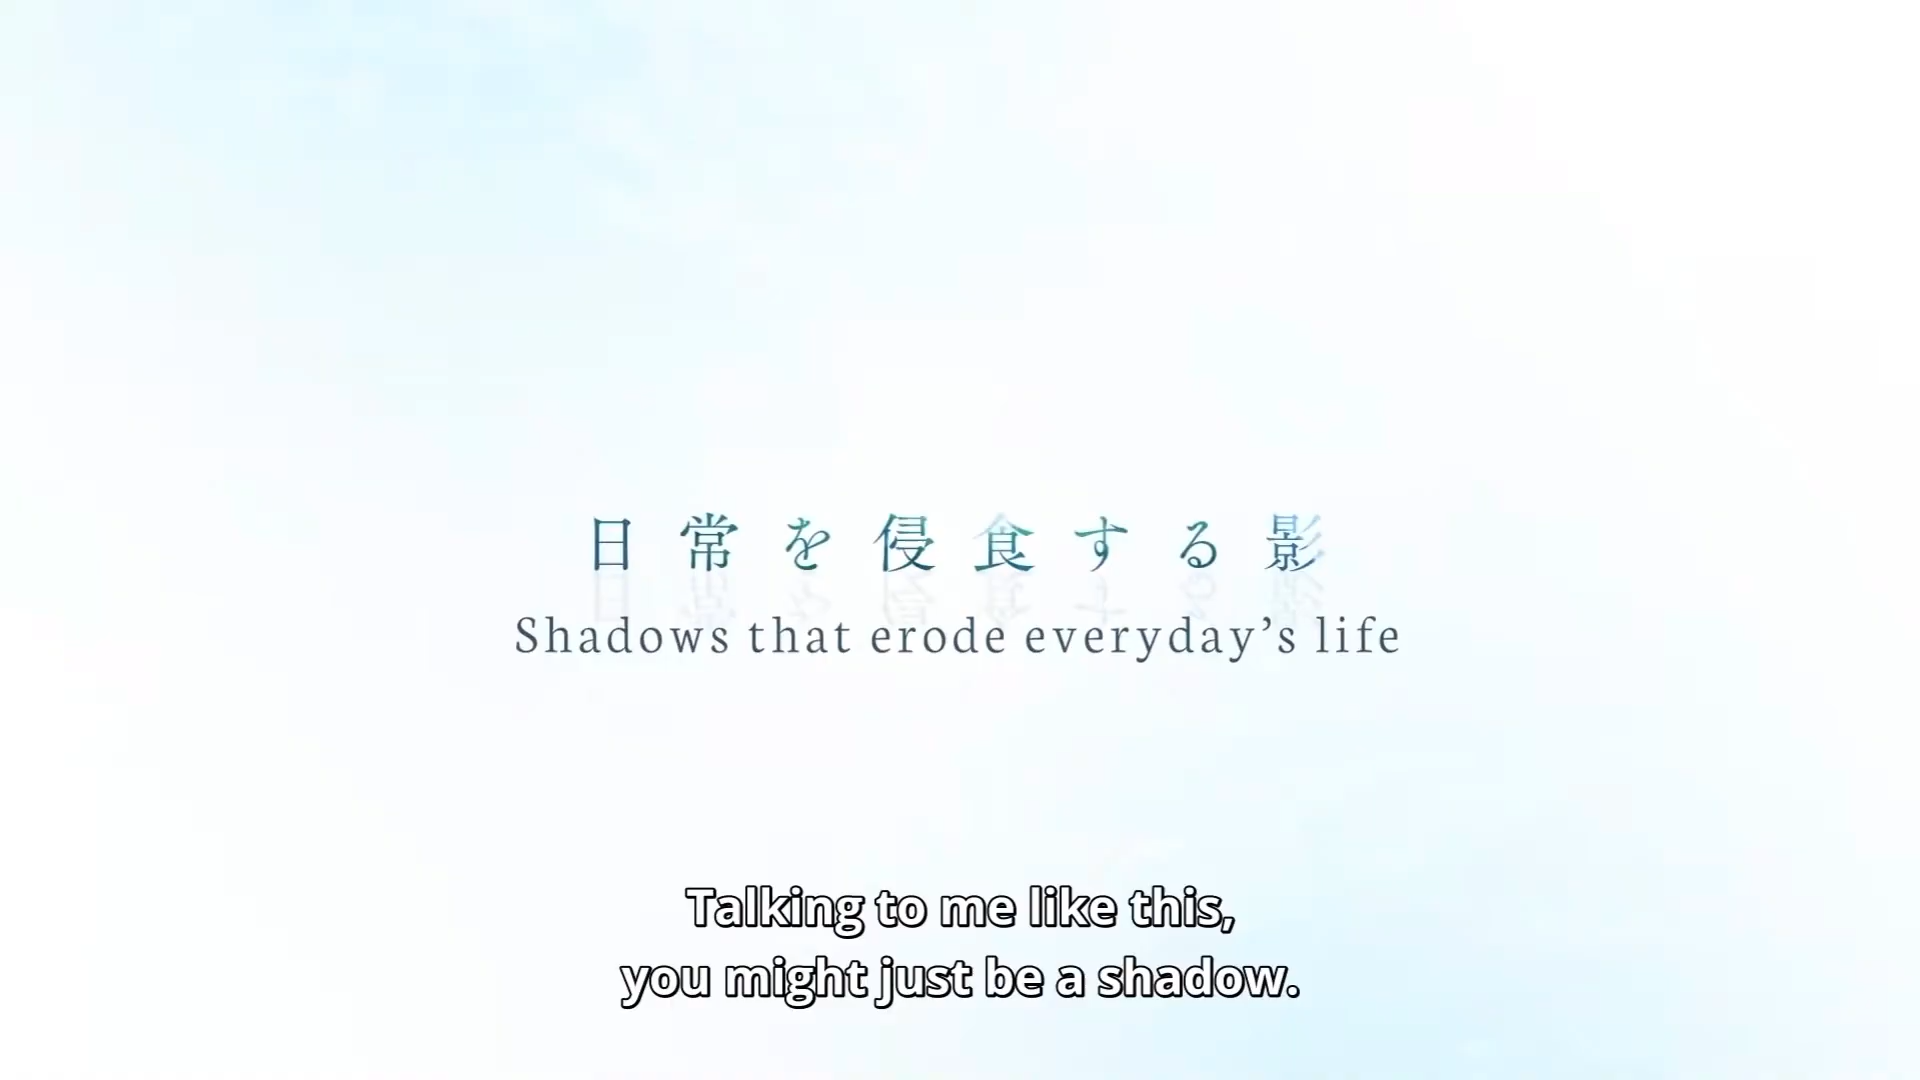 日常を侵食する影
Shadows that erode everyday’s life
Talking to me like this,
you might just be a shadow.